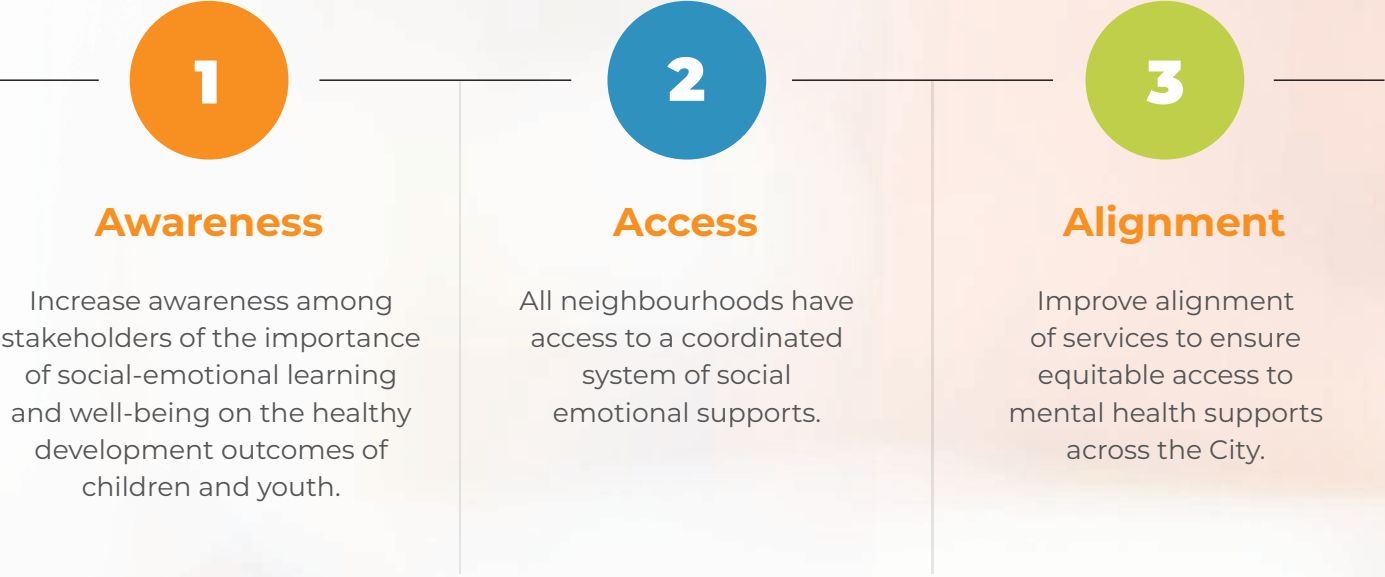 1
Awareness
Increase awareness among
stakeholders of the importance
of social-emotional learning
and well-being on the healthy
development outcomes of
children and youth.
2
Access
All neighbourhoods have
access to a coordinated
system of social
emotional supports.
3
Alignment
Improve alignment
of services to ensure
equitable access to
mental health supports
across the City.